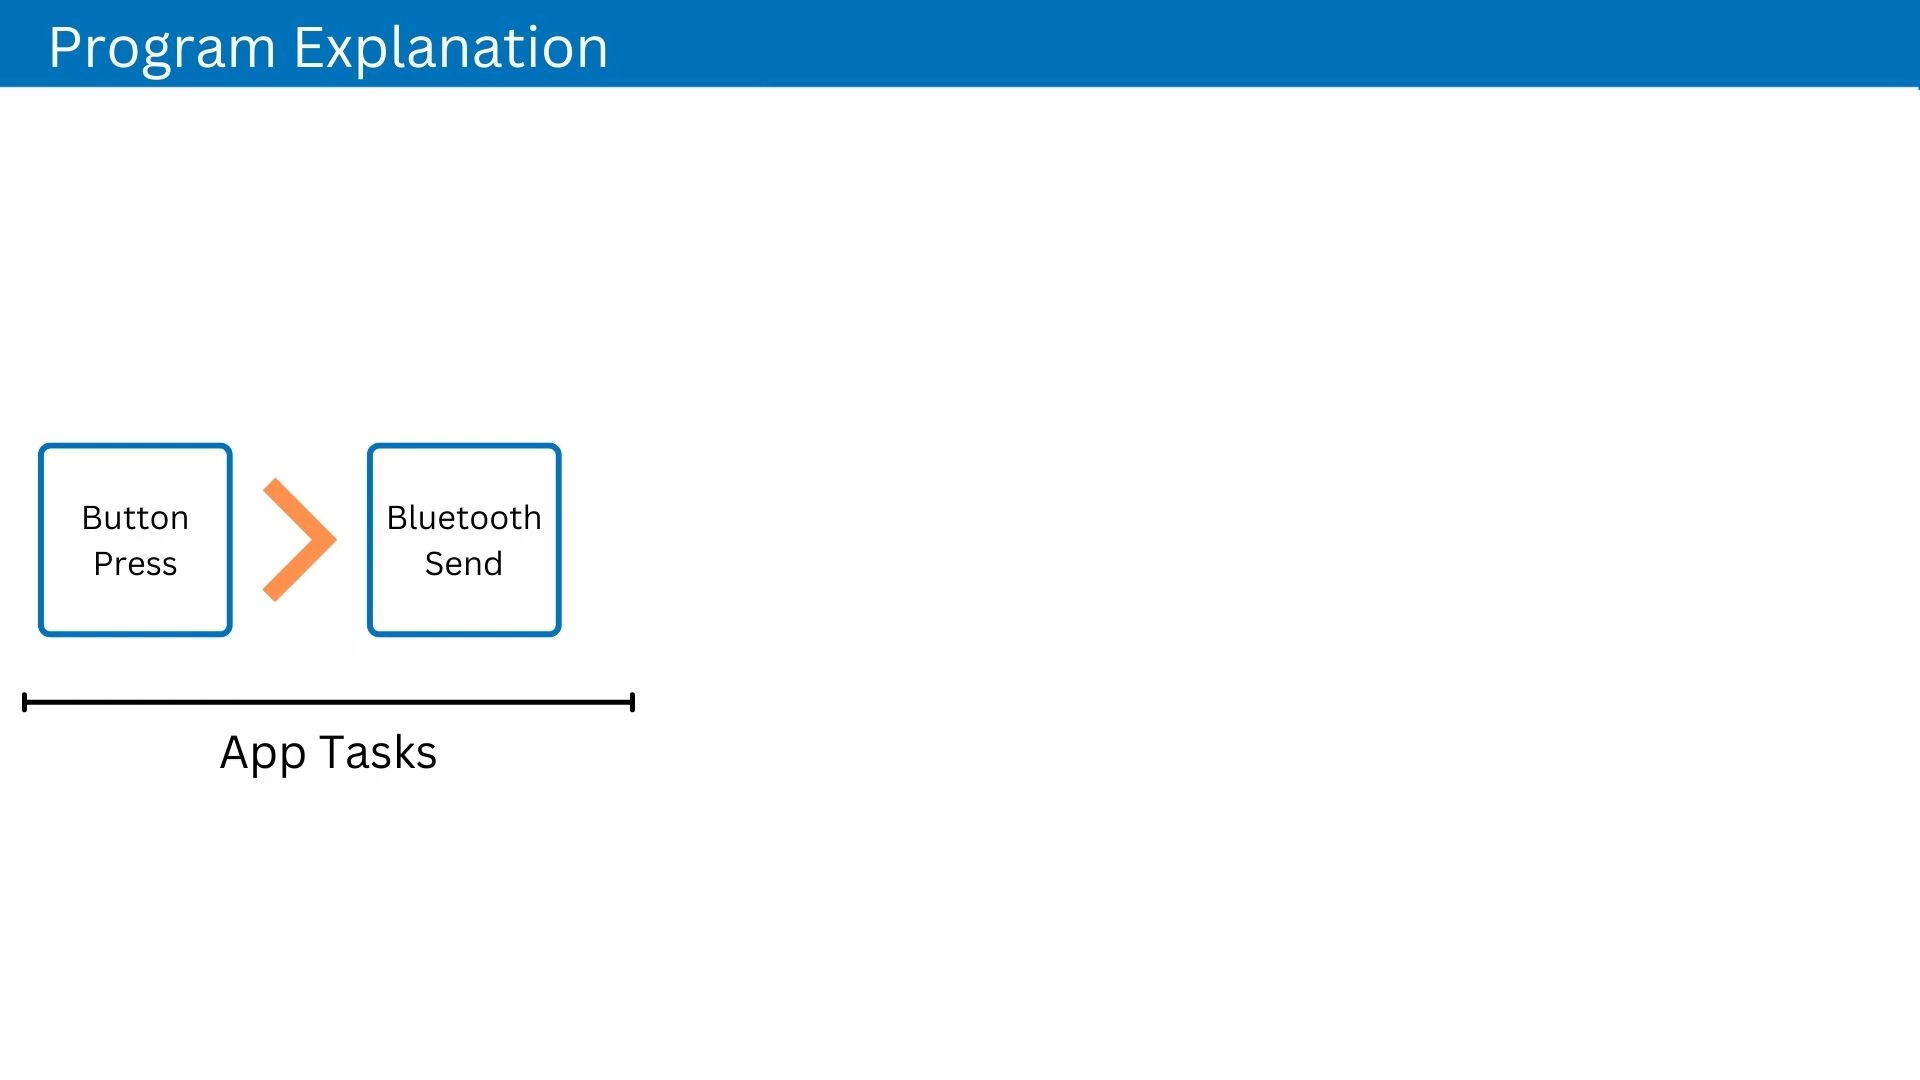 Program Explanation
Button
Press
Bluetooth
Send
App Tasks